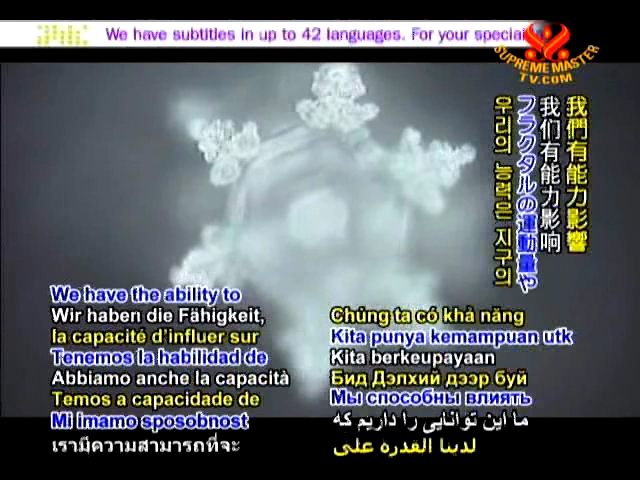 We have subtitles in up to 42 languages. For your special
SUPREME MASTER
TV.COM
我們有能力影響
我们有能力影响
フラクタルの運動量や
우리의 능력은 지구의
We have the ability to
Wir haben die Fähigkeit,
la capacité d'influer sur
Tenemos la habilidad de
Abbiamo anche la capacità
Temos a capacidade de
Mi imamo sposobnost
เรามีความสามารถที่จะ
Chúng ta có khả năng
Kita punya kemampuan utk
Kita berkeupayaan
Бид Дэлхий дээр буй
Мы способны влиять
ما این توانایی را داریم که
لدينا القدرة على